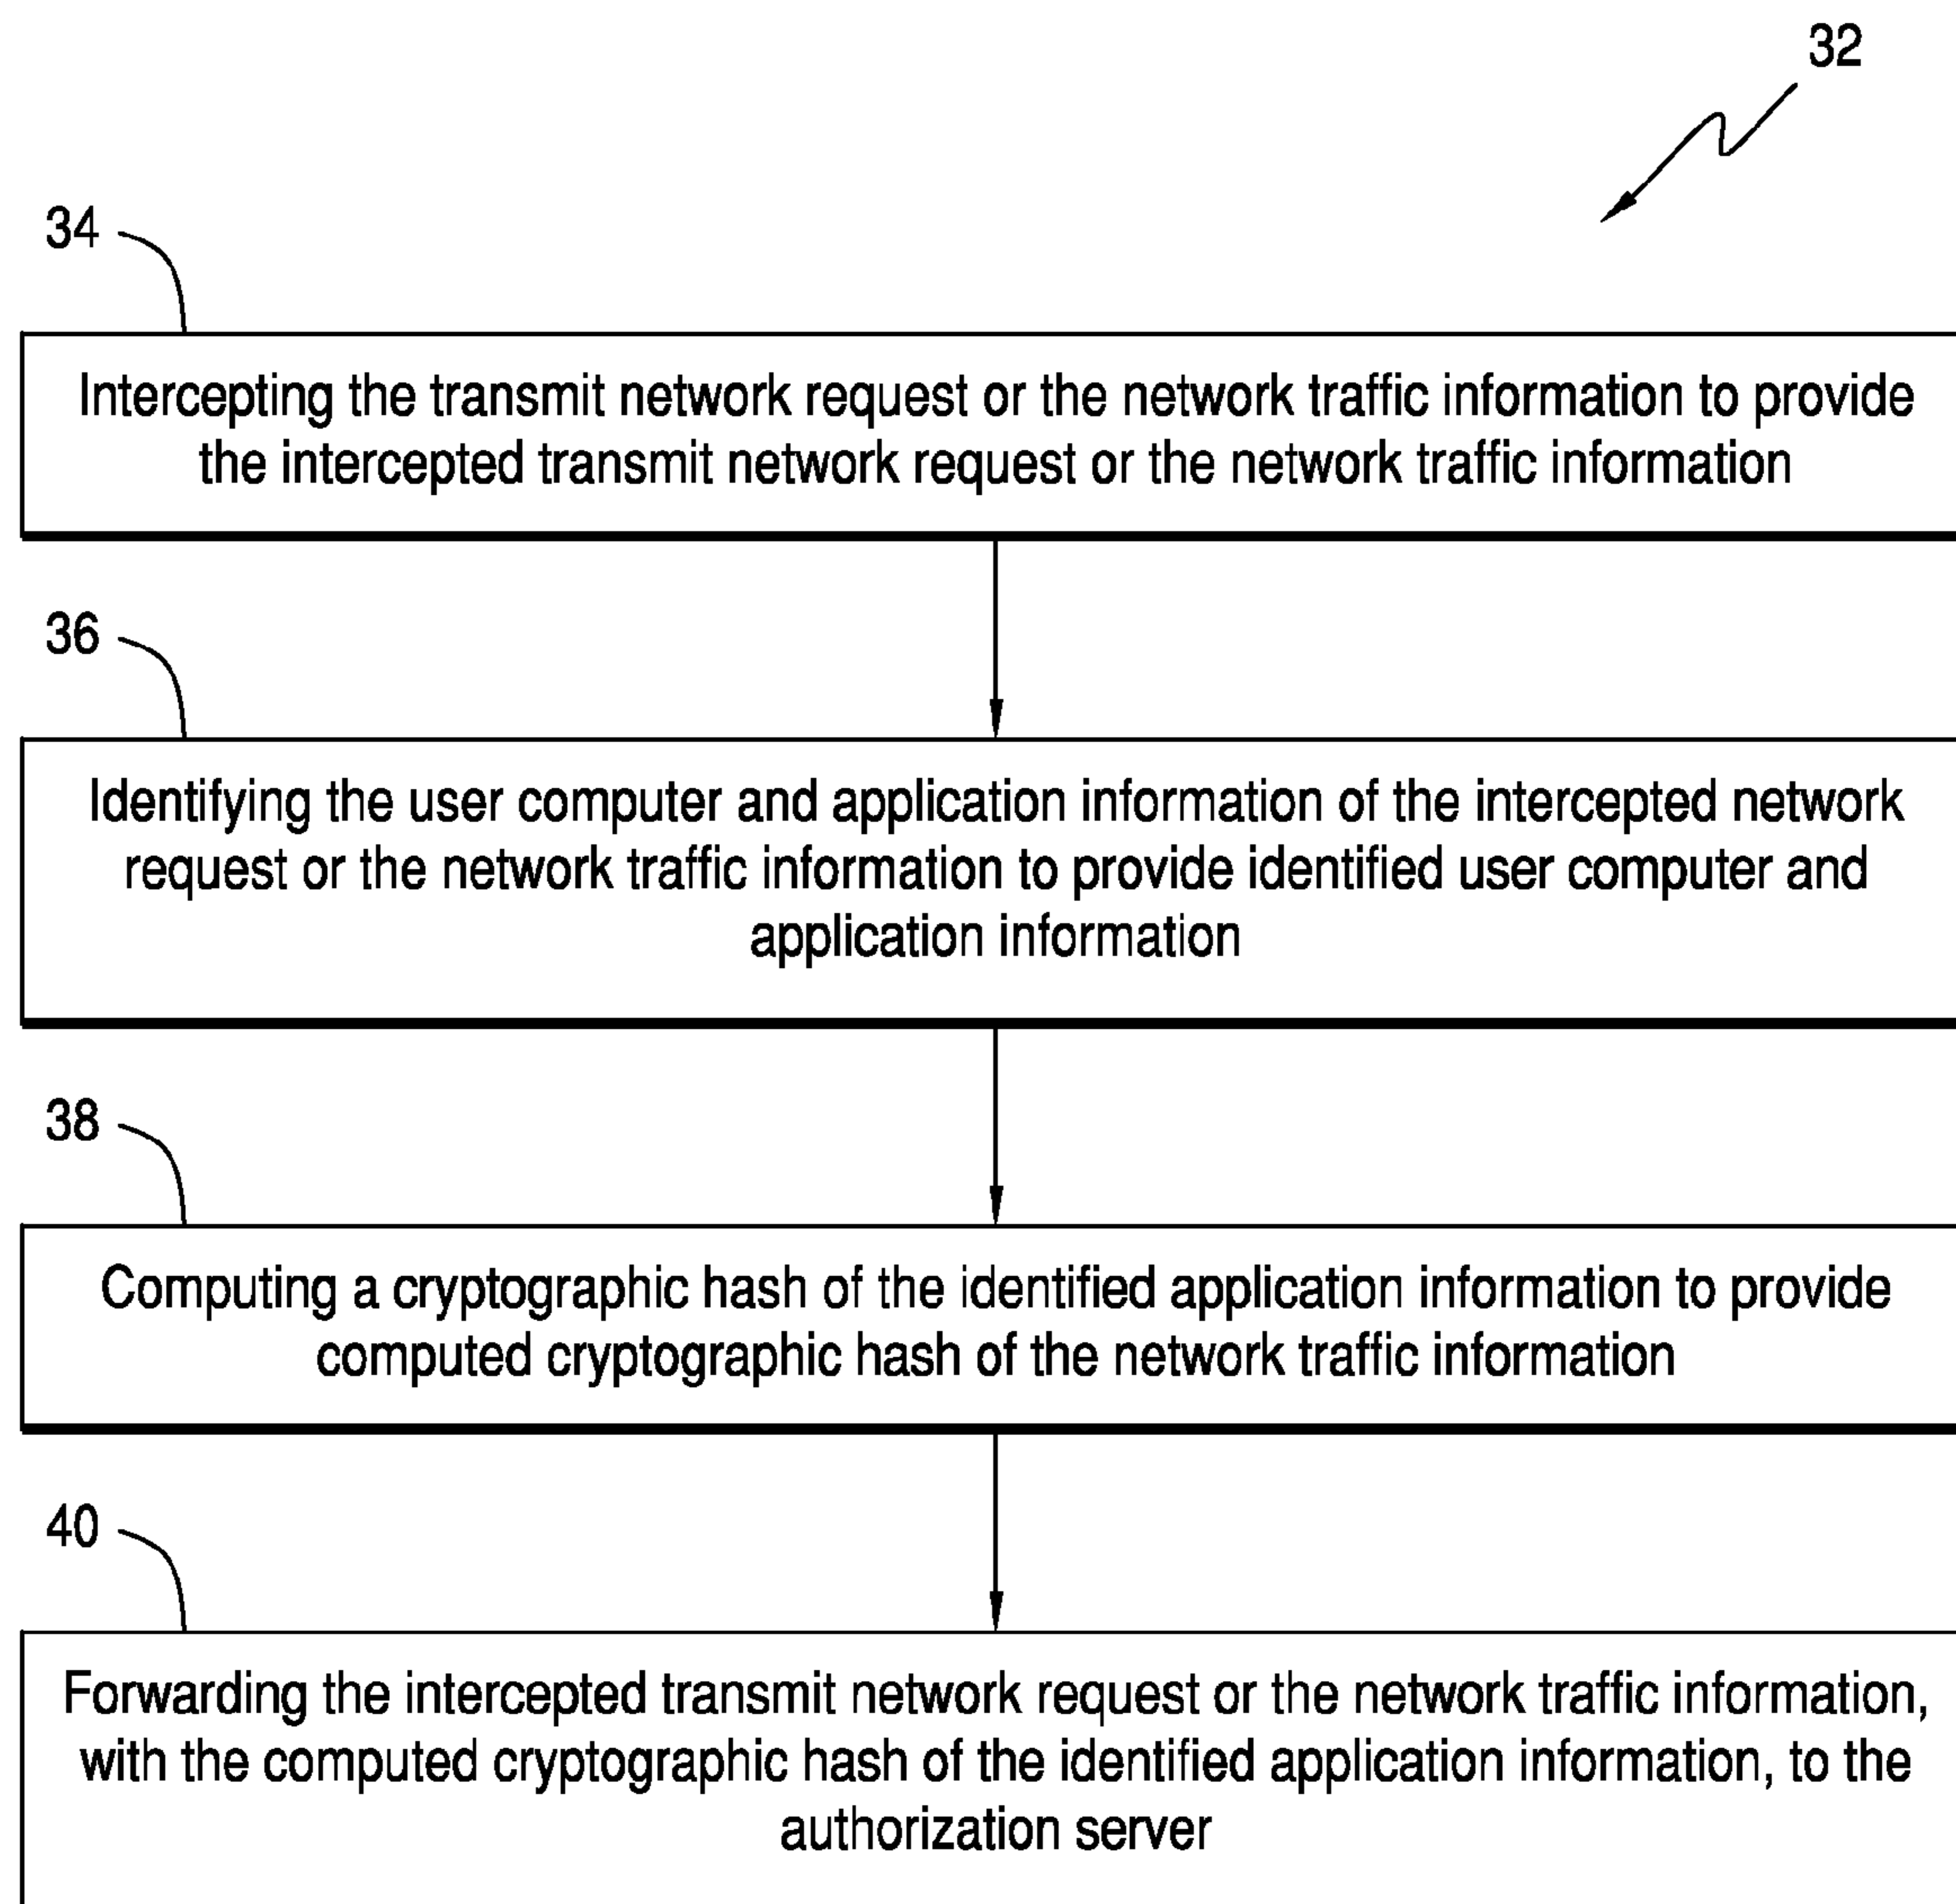 32
34
Intercepting the transmit network request or the network traffic information to provide
the intercepted transmit network request or the network traffic information
36
Identifying the user computer and application information of the intercepted network
request or the network traffic information to provide identified user computer and
application information
38
Computing a cryptographic hash of the identified application information to provide
computed cryptographic hash of the network traffic information
40
Forwarding the intercepted transmit network request or the network traffic information,
with the computed cryptographic hash of the identified application information, to the
authorization server